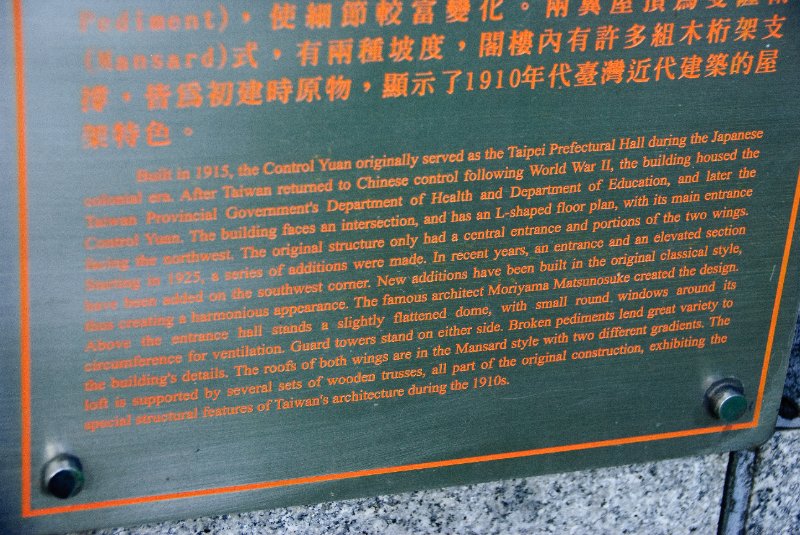 Pediment)，使細節較富變化。兩翼屋頂為
(Mansard)式，有兩種坡度，閣樓內有許多組木桁架支
撐，皆為初建時原物，顯示了1910年代臺灣近代建築的屋
架特色。
Built in 1915, the Control Yuan originally served as the Taipei Prefectural Hall during the Japanese
colonial era. After Taiwan returned to Chinese control following World War II, the building housed the
Taiwan Provincial Government's Department of Health and Department of Education, and later the
Control Yuan. The building faces an intersection, and has an L-shaped floor plan, with its main entrance
facing the northwest. The original structure only had a central entrance and portions of the two wings.
Starting in 1925, a series of additions were made. In recent years, an entrance and an elevated section
have been added on the southwest corner. New additions have been built in the original classical style,
thus creating a harmonious appearance. The famous architect Moriyama Matsunosuke created the design.
Above the entrance hall stands a slightly flattened dome, with small round windows around its
circumference for ventilation. Guard towers stand on either side. Broken pediments lend great variety to
the building's details. The roofs of both wings are in the Mansard style with two different gradients. The
loft is supported by several sets of wooden trusses, all part of the original construction, exhibiting the
special structural features of Taiwan's architecture during the 1910s.